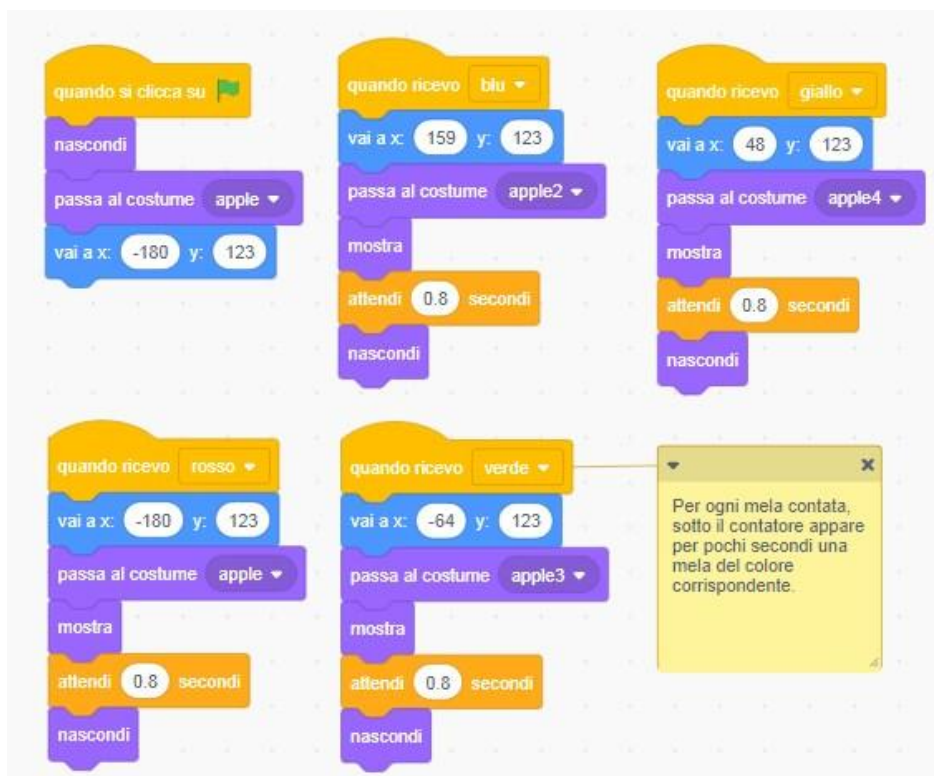 quando si clicca su
nascondi
passa al costume apple
vai a x: -180 y: 123
quando ricevo blu
vai a x: 159 y: 123
passa al costume apple2
mostra
attendi 0.8 secondi
nascondi
quando ricevo giallo
vai a x: 48 y: 123
passa al costume apple4
mostra
attendi 0.8 secondi
nascondi
quando ricevo rosso
vai a x: -180 y: 123
passa al costume apple
mostra
attendi 0.8 secondi
nascondi
quando ricevo verde
vai a x: -64 y: 123
passa al costume apple3
mostra
attendi 0.8 secondi
nascondi
Per ogni mela contata,
sotto il contatore appare
per pochi secondi una
mela del colore
corrispondente.